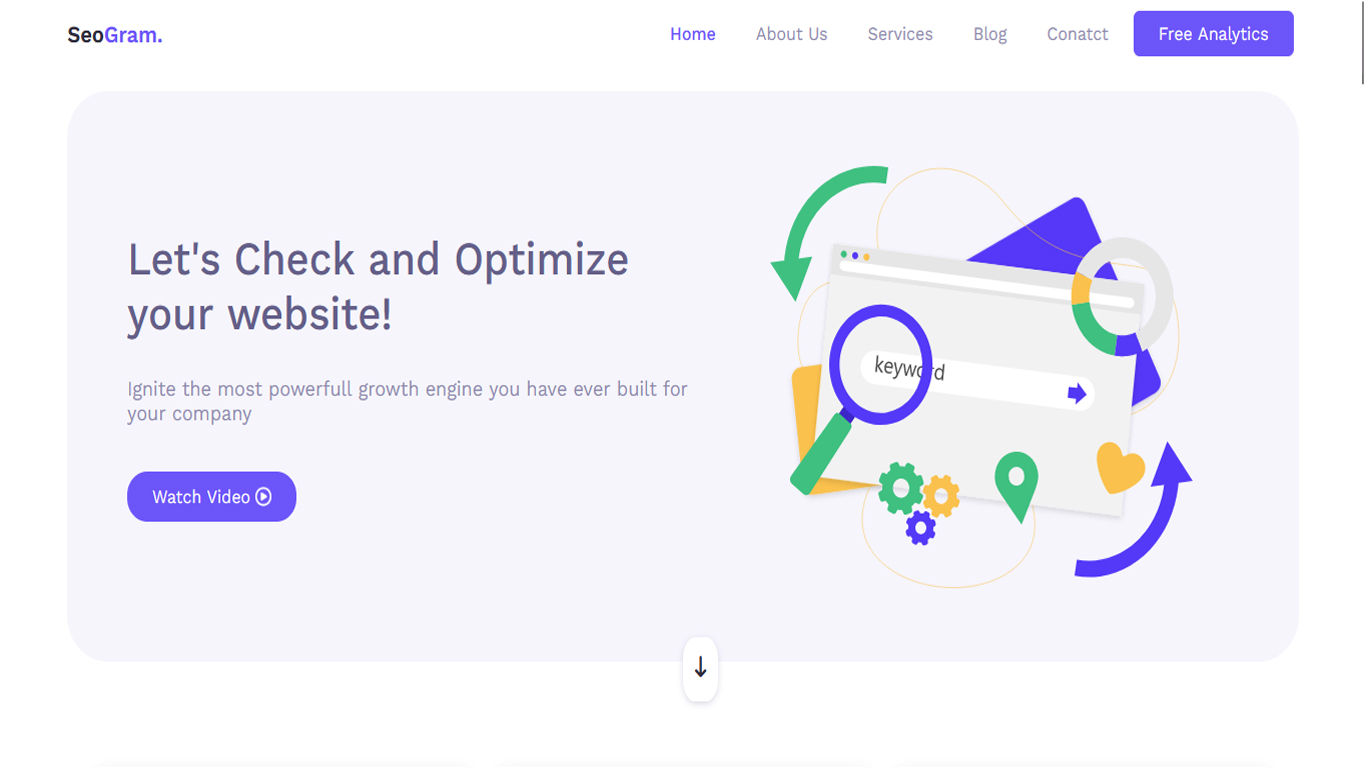 SeoGram.
Home
About Us
Services
Blog
Conatct
Free Analytics
Let's Check and Optimize
your website!
Ignite the most powerfull growth engine you have ever built for
your company
Watch Video
keyword